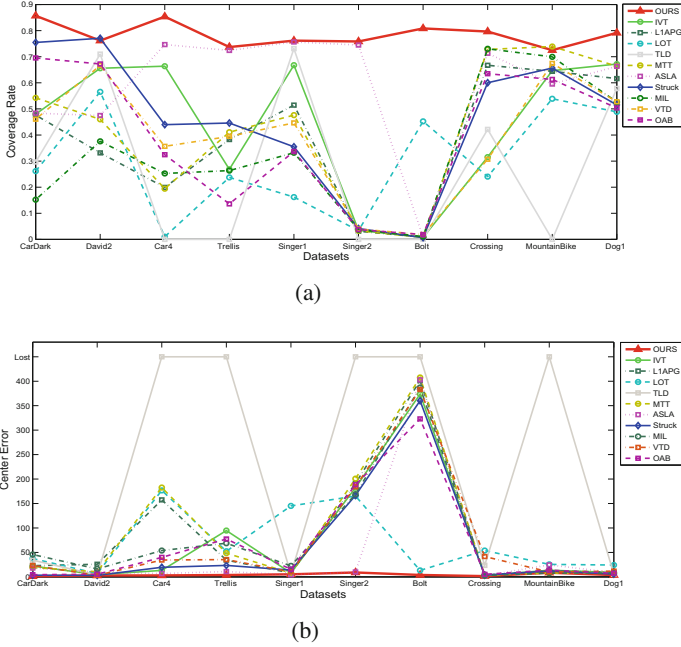 0.9
0.8
0.7
0.6
0.5
0.4
0.3
0.2
0.1
0
Coverage Rate
CarDark David2 Car4 Trellis Singer1 Singer2 Bolt Crossing MountainBike Dog1
Datasets
OURS
IVT
L1APG
LOT
TLD
MTT
ASLA
Struck
MIL
VTD
OAB
(a)
Lost
400
350
300
250
200
150
100
50
0
Center Error
CarDark David2 Car4 Trellis Singer1 Singer2 Bolt Crossing MountainBike Dog1
Datasets
OURS
IVT
L1APG
LOT
TLD
MTT
ASLA
Struck
MIL
VTD
OAB
(b)